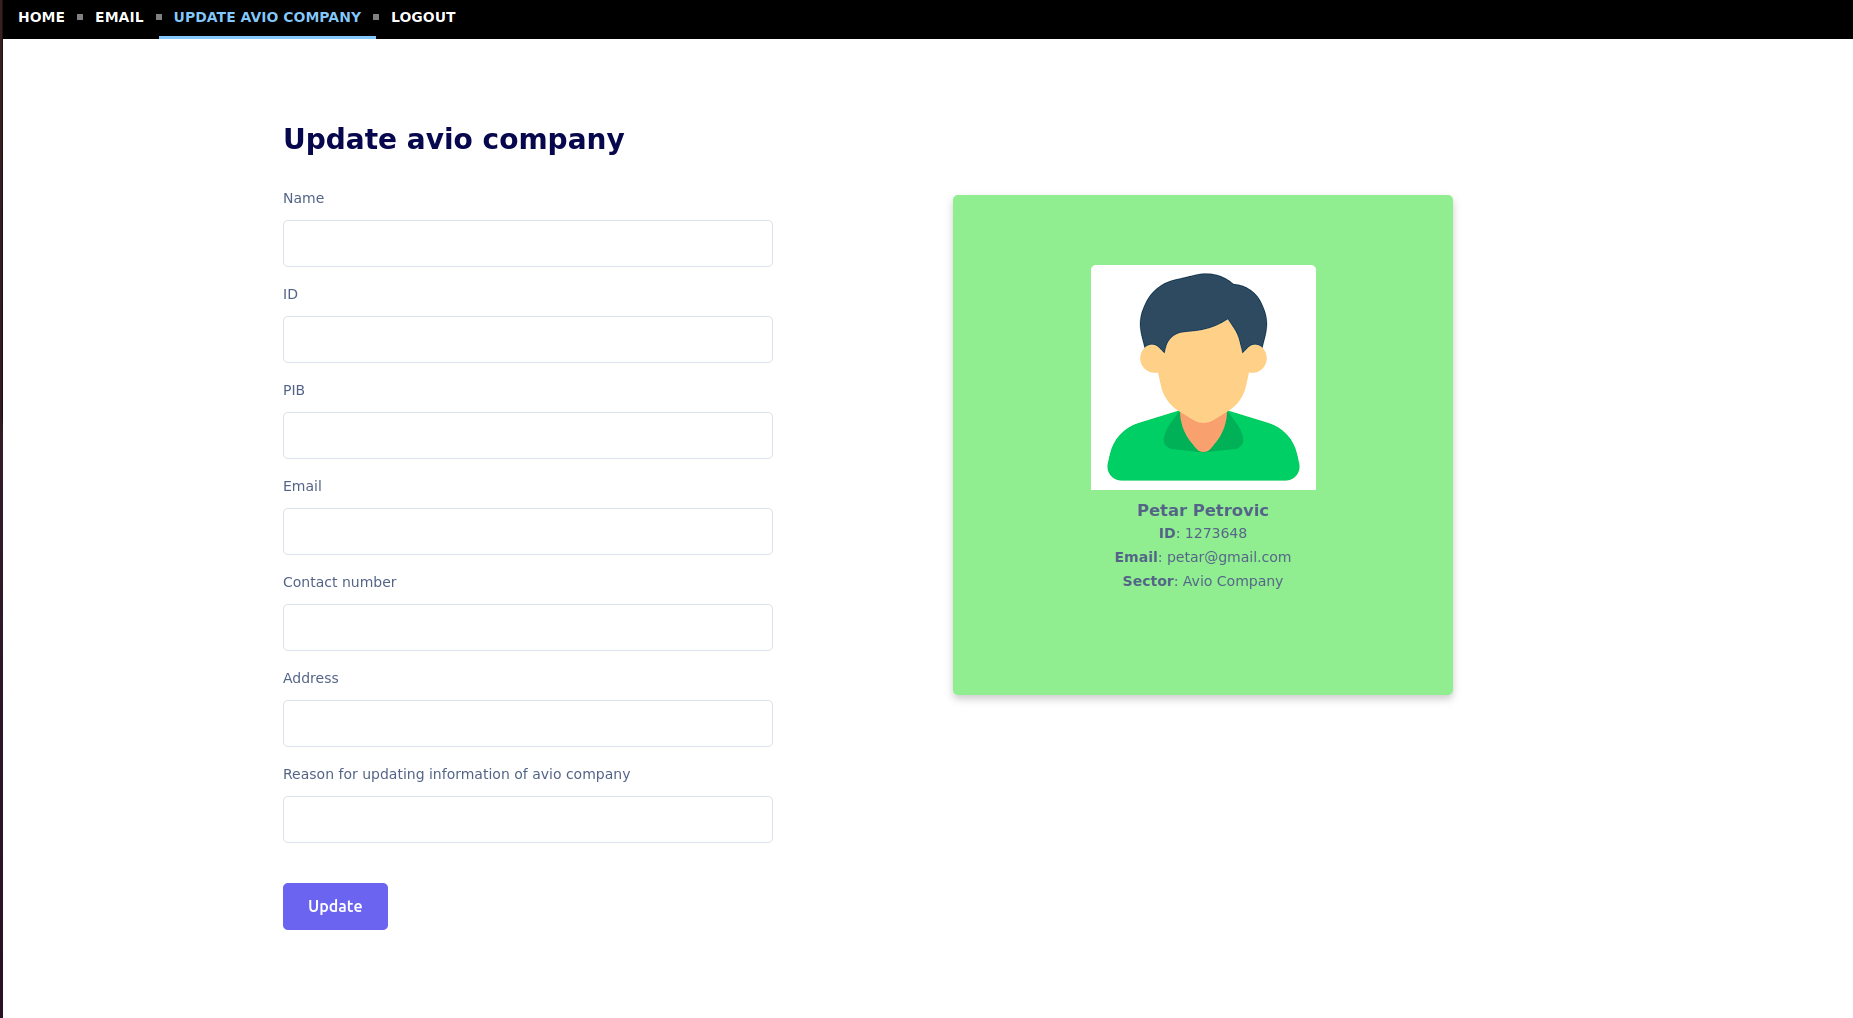 HOME EMAIL UPDATE AVIO COMPANY LOGOUT
Update avio company
Name
ID
PIB
Email
Contact number
Address
Reason for updating information of avio company
Update
Petar Petrovic
ID: 1273648
Email: petar@gmail.com
Sector: Avio Company